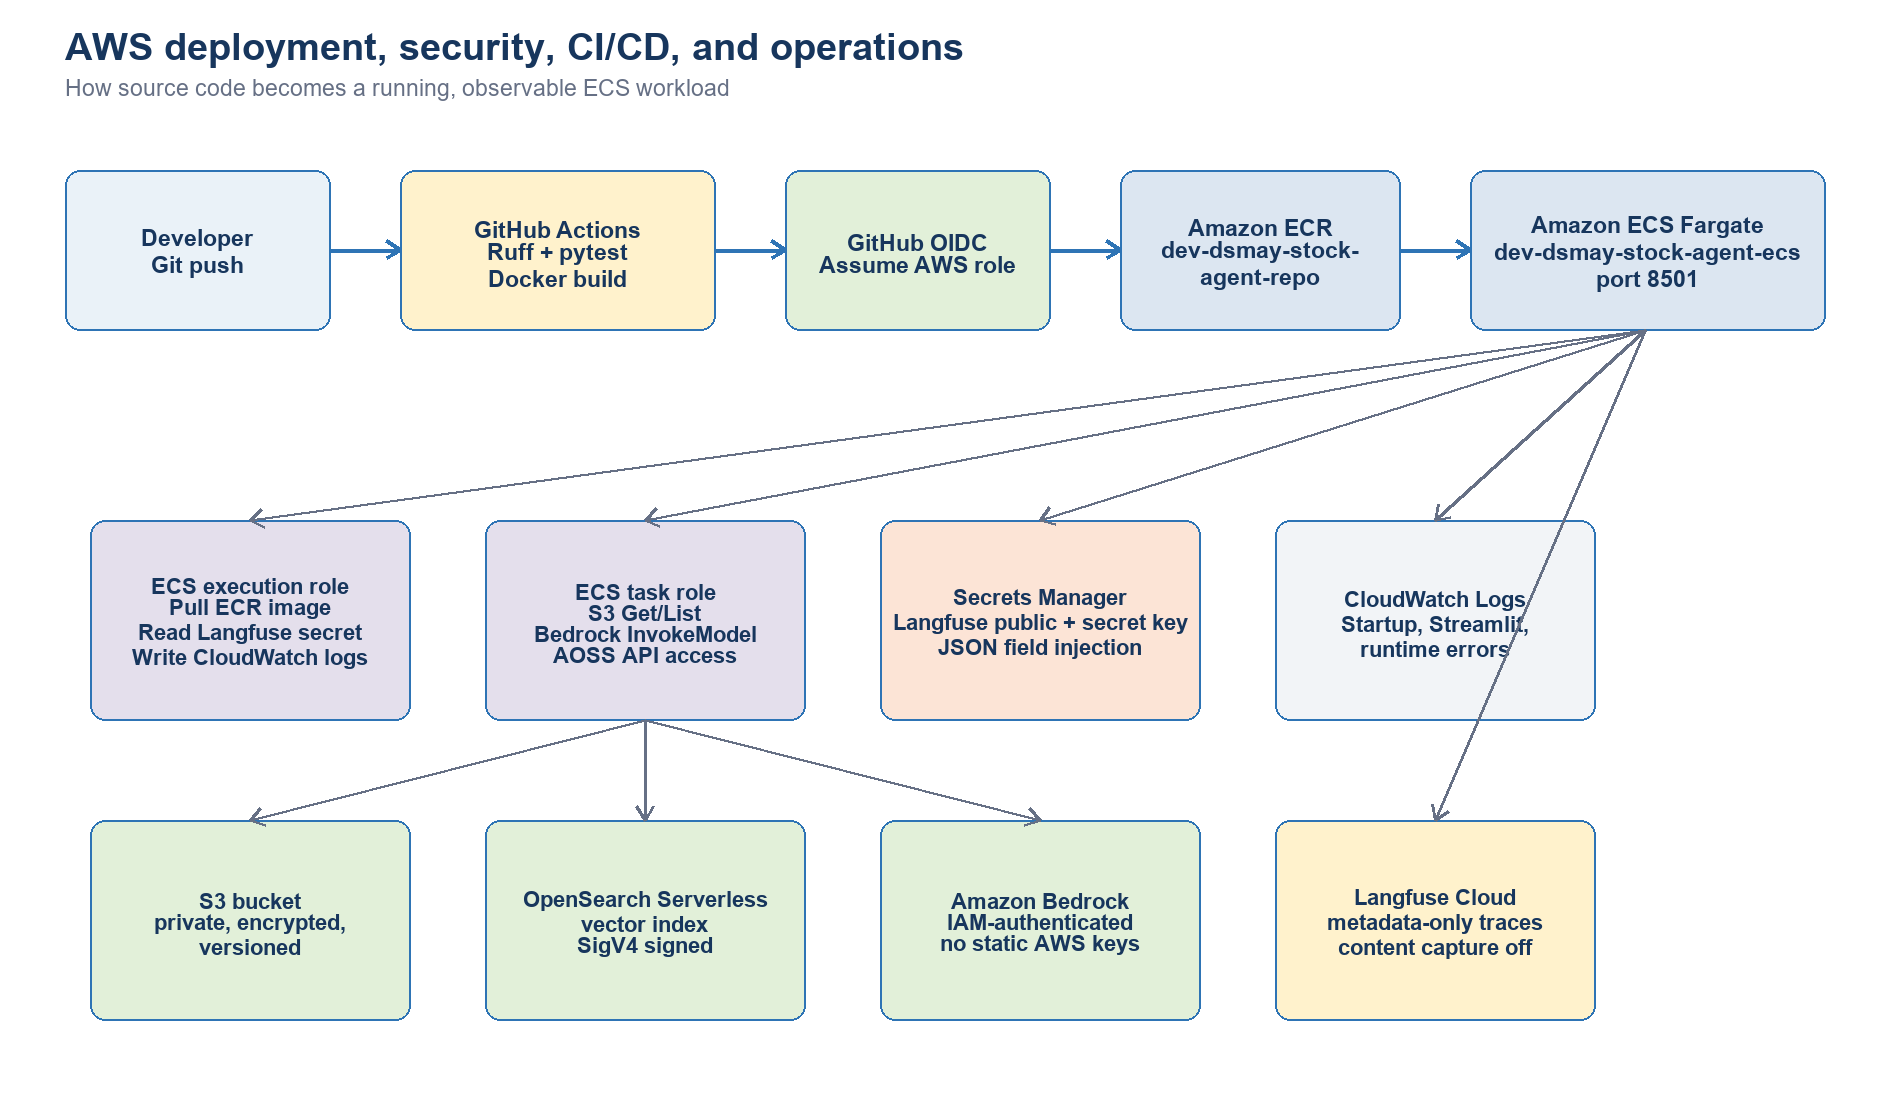 AWS deployment, security, CI/CD, and operations
How source code becomes a running, observable ECS workload
Developer
Git push
GitHub Actions
Ruff + pytest
Docker build
GitHub OIDC
Assume AWS role
Amazon ECR
dev-dsmay-stock-
agent-repo
Amazon ECS Fargate
dev-dsmay-stock-agent-ecs
port 8501
ECS execution role
Pull ECR image
Read Langfuse secret
Write CloudWatch logs
ECS task role
S3 Get/List
Bedrock InvokeModel
AOSS API access
Secrets Manager
Langfuse public + secret key
JSON field injection
CloudWatch Logs
Startup, Streamlit,
runtime errors
S3 bucket
private, encrypted,
versioned
OpenSearch Serverless
vector index
SigV4 signed
Amazon Bedrock
IAM-authenticated
no static AWS keys
Langfuse Cloud
metadata-only traces
content capture off